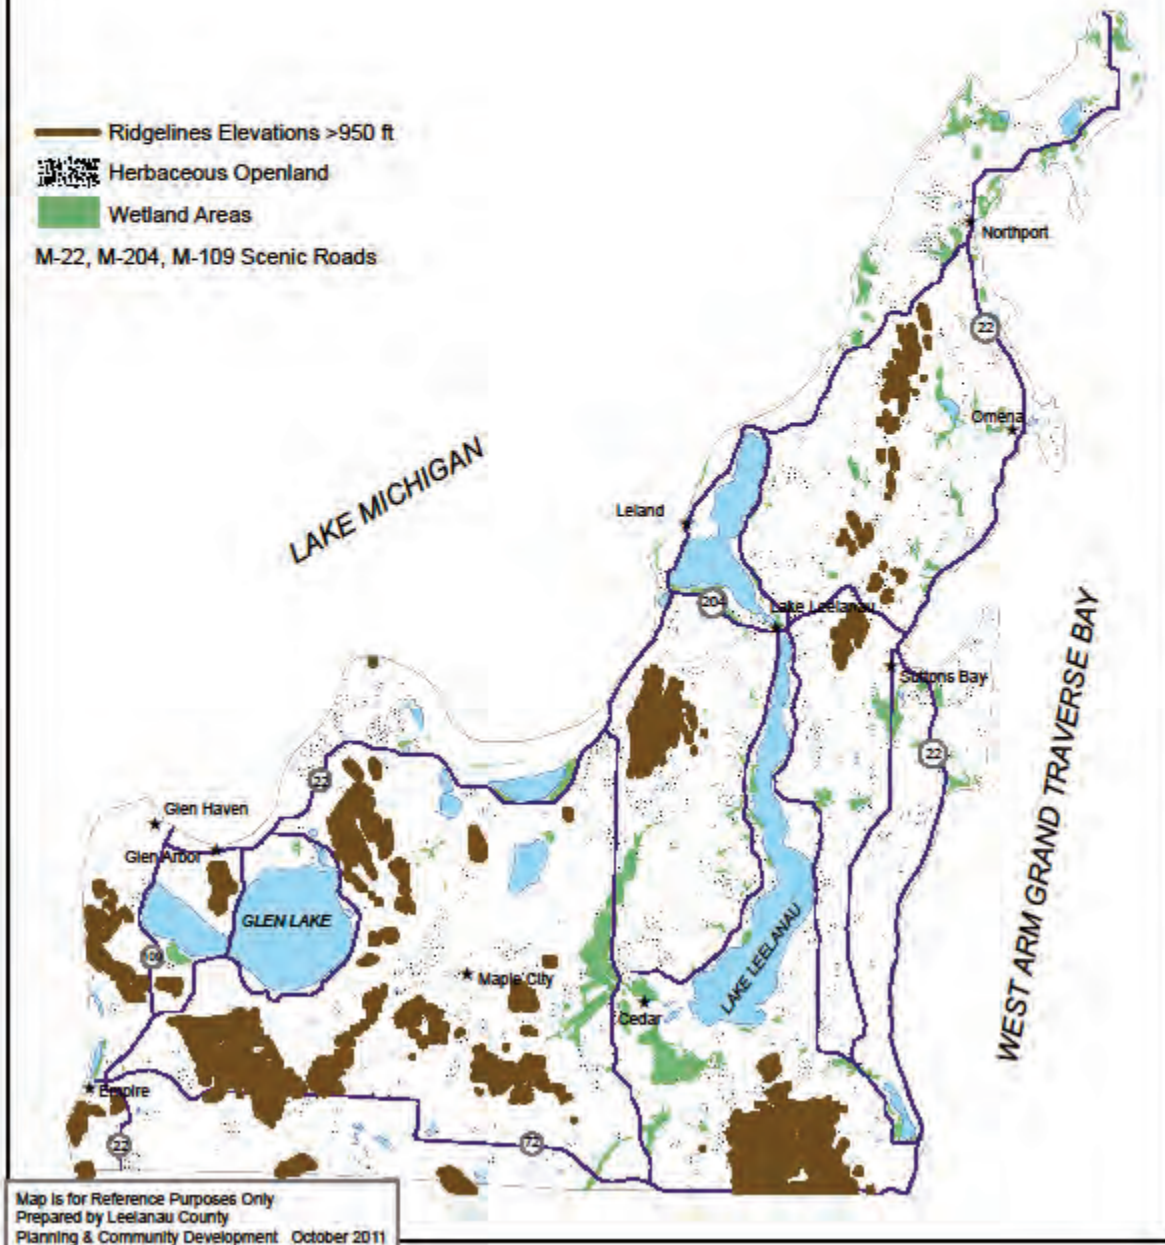 Ridgelines Elevations >950 ft
Herbaceous Openland
Wetland Areas
M-22, M-204, M-109 Scenic Roads
Northport
22
Omena
LAKE MICHIGAN
Leland
204
Lake Leelanau
Suttons Bay
22
WEST ARM GRAND TRAVERSE BAY
22
Glen Haven
Glen Arbor
GLEN LAKE
109
Maple City
LAKE LEELANAU
Cedar
Empire
22
72
Map is for Reference Purposes Only
Prepared by Leelanau County
Planning & Community Development October 2011